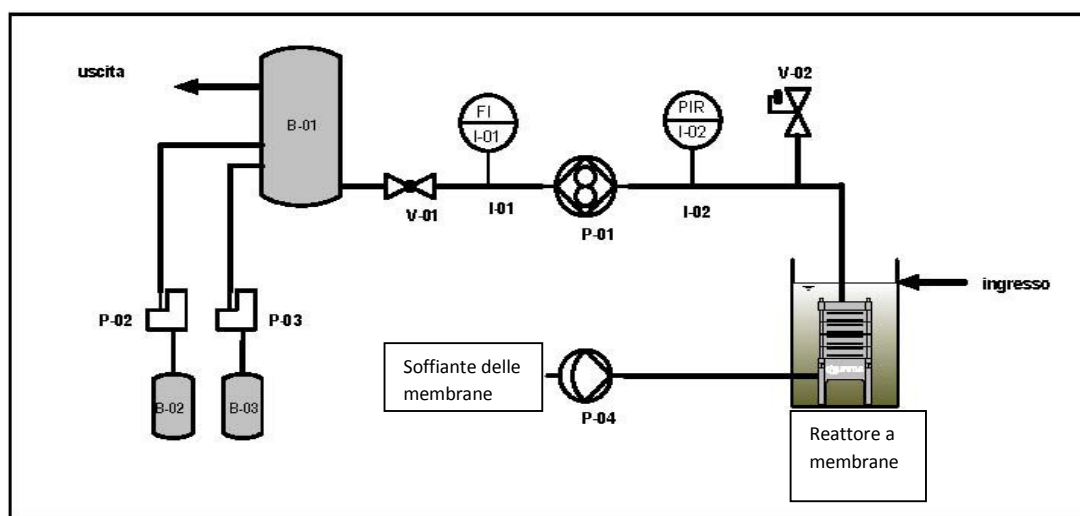 uscita
B-01
V-01
FI
I-01
I-01
P-01
PIR
I-02
I-02
V-02
ingresso
P-02
P-03
B-02
B-03
Soffiante delle
membrane
P-04
Reattore a
membrane